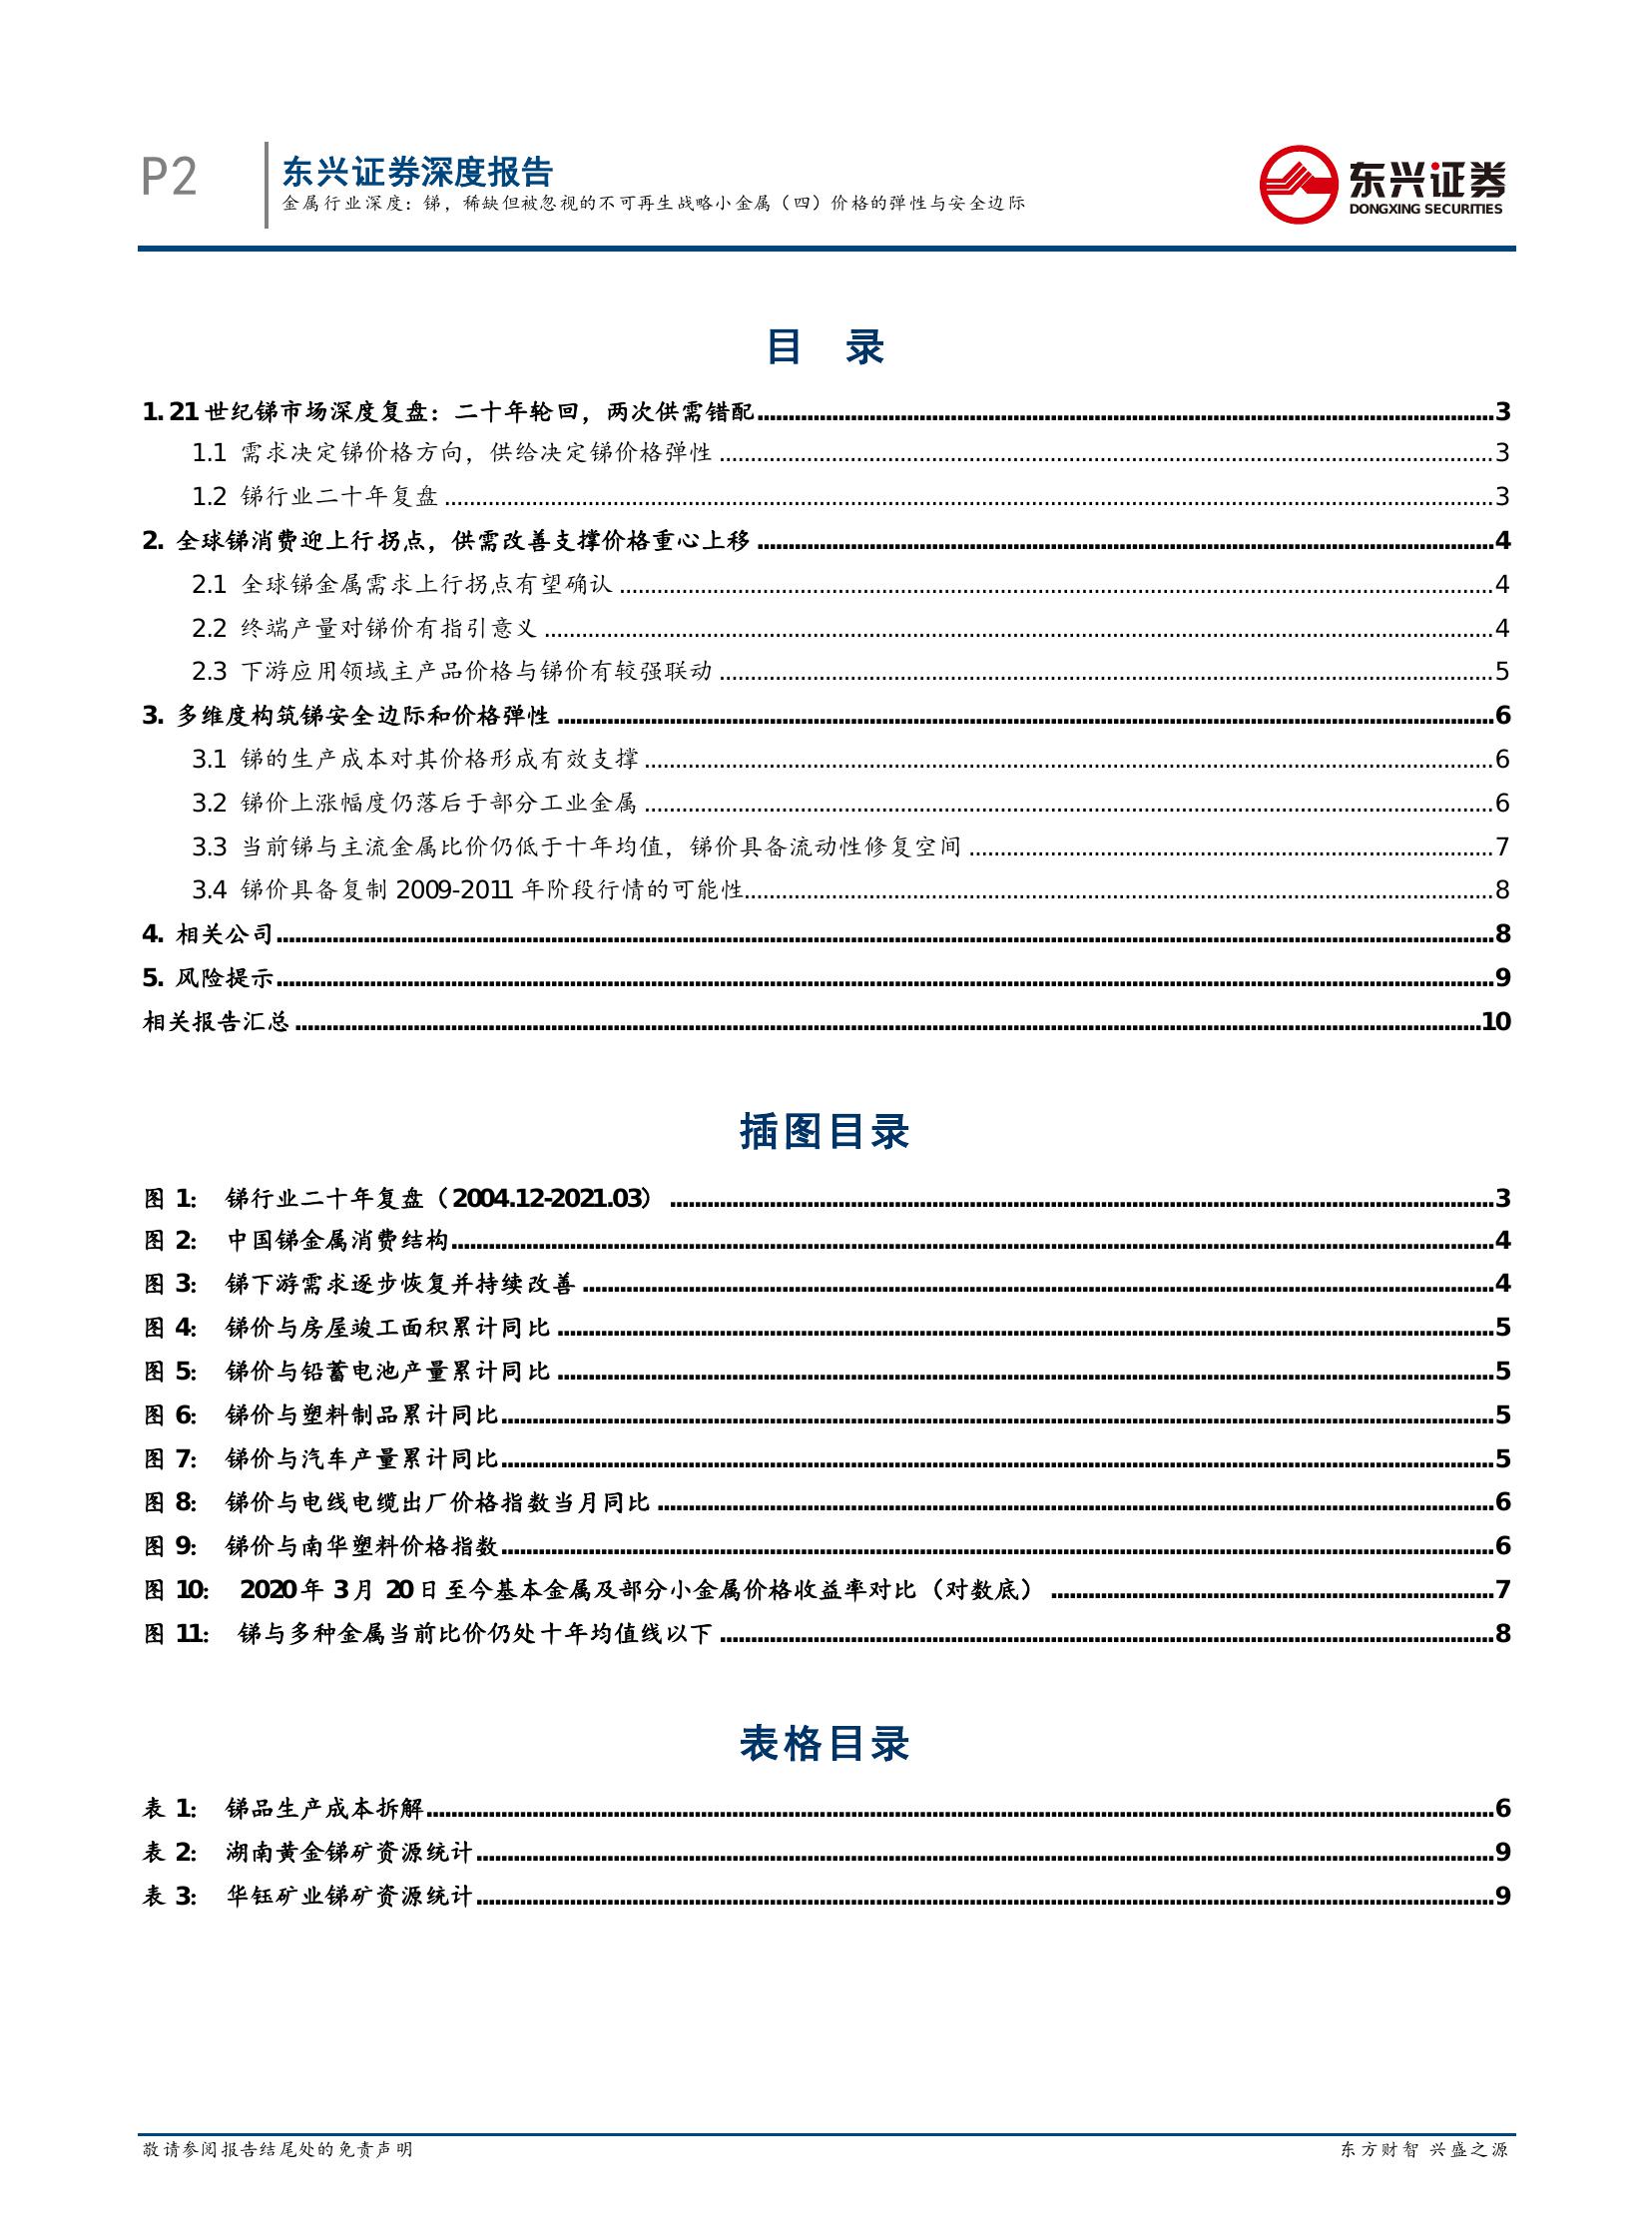 P2
东兴证券深度报告
金属行业深度：锑，稀缺但被忽视的不可再生战略小金属（四）价格的弹性与安全边际
东兴证券
DONGXING SECURITIES
目 录
1. 21 世纪锑市场深度复盘：二十年轮回，两次供需错配 3
1.1 需求决定锑价格方向，供给决定锑价格弹性 3
1.2 锑行业二十年复盘 3
2. 全球锑消费迎上行拐点，供需改善支撑价格重心上移 4
2.1 全球锑金属需求上行拐点有望确认 4
2.2 终端产量对锑价有指引意义 4
2.3 下游应用领域主产品价格与锑价有较强联动 5
3. 多维度构筑锑安全边际和价格弹性 6
3.1 锑的生产成本对其价格形成有效支撑 6
3.2 锑价上涨幅度仍落后于部分工业金属 6
3.3 当前锑与主流金属比价仍低于十年均值，锑价具备流动性修复空间 7
3.4 锑价具备复制 2009-2011 年阶段行情的可能性 8
4. 相关公司 8
5. 风险提示 9
相关报告汇总 10
插图目录
图 1： 锑行业二十年复盘（2004.12-2021.03） 3
图 2： 中国锑金属消费结构 4
图 3： 锑下游需求逐步恢复并持续改善 4
图 4： 锑价与房屋竣工面积累计同比 5
图 5： 锑价与铅蓄电池产量累计同比 5
图 6： 锑价与塑料制品累计同比 5
图 7： 锑价与汽车产量累计同比 5
图 8： 锑价与电线电缆出厂价格指数当月同比 6
图 9： 锑价与南华塑料价格指数 6
图 10： 2020 年 3 月 20 日至今基本金属及部分小金属价格收益率对比（对数底） 7
图 11： 锑与多种金属当前比价仍处十年均值线以下 8
表格目录
表 1： 锑品生产成本拆解 6
表 2： 湖南黄金锑矿资源统计 9
表 3： 华钰矿业锑矿资源统计 9
敬请参阅报告结尾处的免责声明
东方财智 兴盛之源